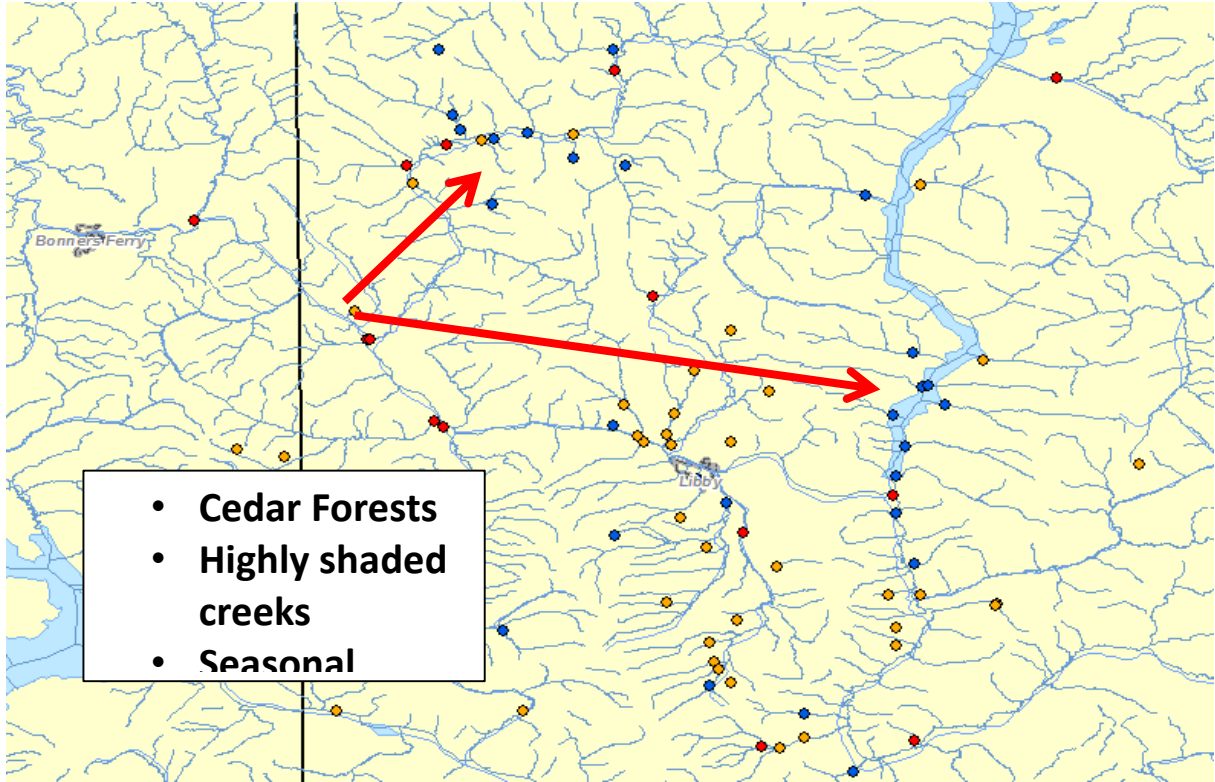 Bonners Ferry
Libby
• Cedar Forests
• Highly shaded
creeks
• Seasonal